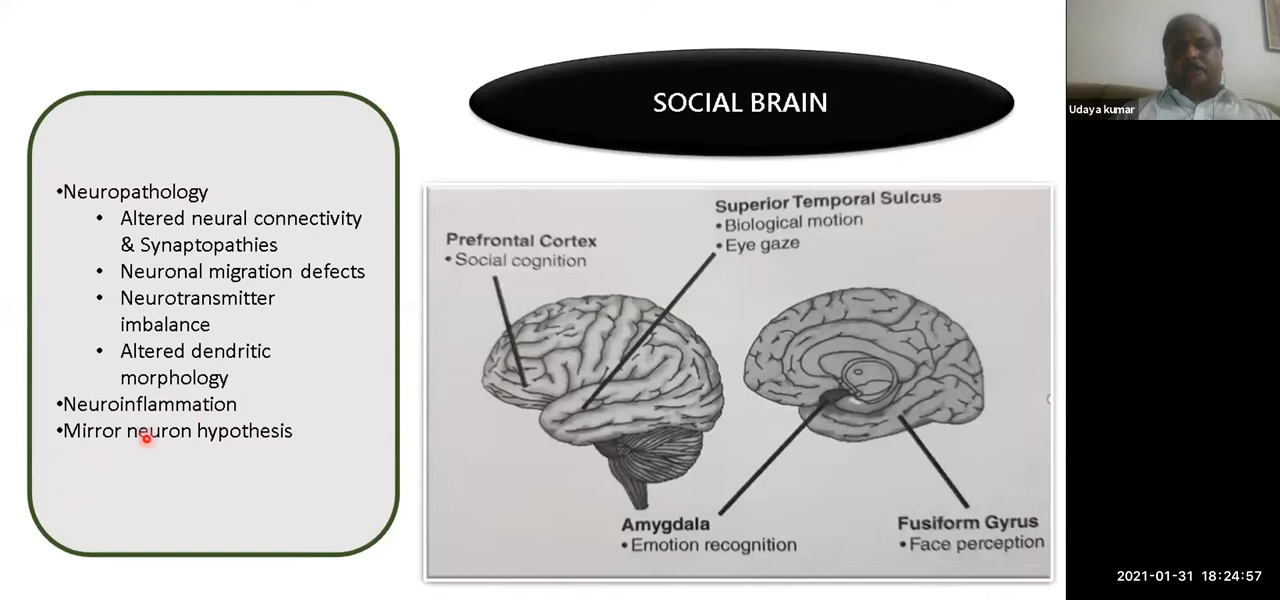 SOCIAL BRAIN
•Neuropathology
• Altered neural connectivity
& Synaptopathies
• Neuronal migration defects
• Neurotransmitter
imbalance
• Altered dendritic
morphology
•Neuroinflammation
•Mirror neuron hypothesis
Superior Temporal Sulcus
• Biological motion
• Eye gaze
Prefrontal Cortex
• Social cognition
Amygdala
• Emotion recognition
Fusiform Gyrus
• Face perception
Udaya kumar
2021-01-31 18:24:57